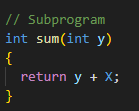 // Subprogram
int sum(int y)
{
  return y + X;
}